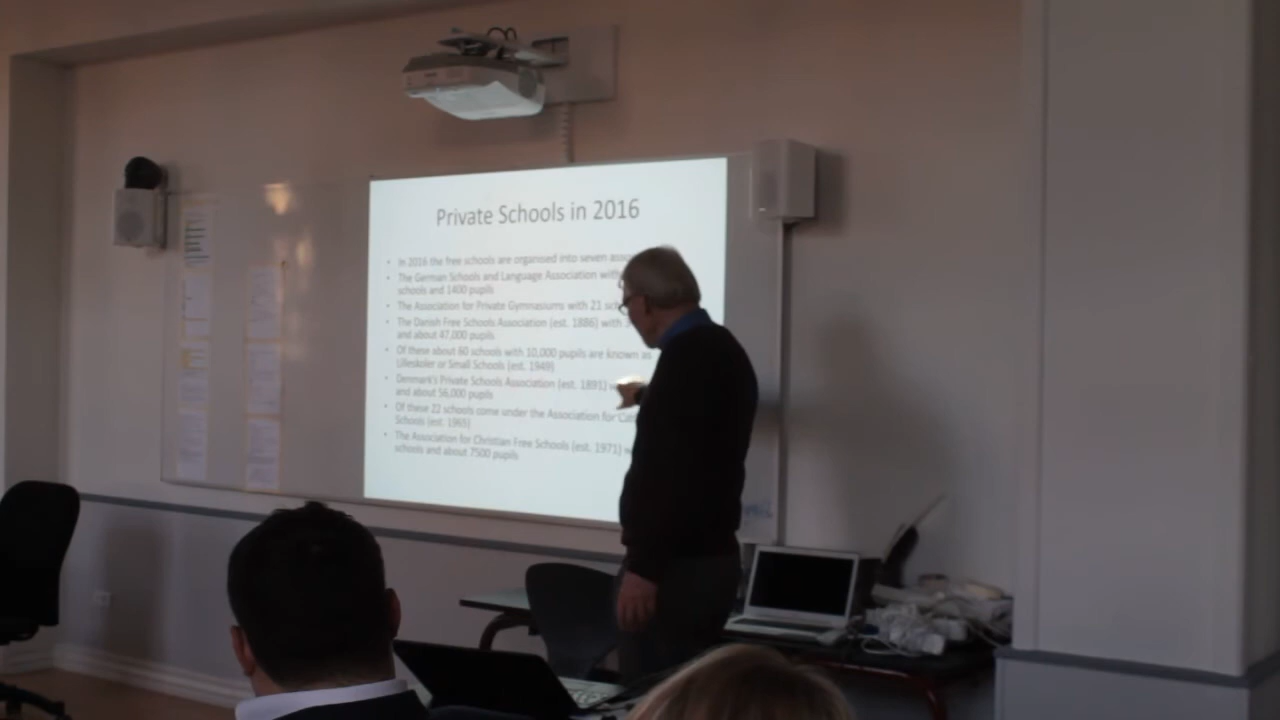 Private Schools in 2016
• In 2016 the free schools are organised into seven
• The German Schools and Language Association with
schools and 1400 pupils
• The Association for Private Gymnasiums with 21
• The Danish Free Schools Association (est. 1886) with
and about 47,000 pupils
• Of these about 60 schools with 10,000 pupils are known as
Lilleskoler or Small Schools (est. 1949)
• Denmark's Private Schools Association (est. 1891)
and about 56,000 pupils
• Of these 22 schools come under the Association for
Schools (est. 1965)
• The Association for Christian Free Schools (est. 1971)
schools and about 7500 pupils